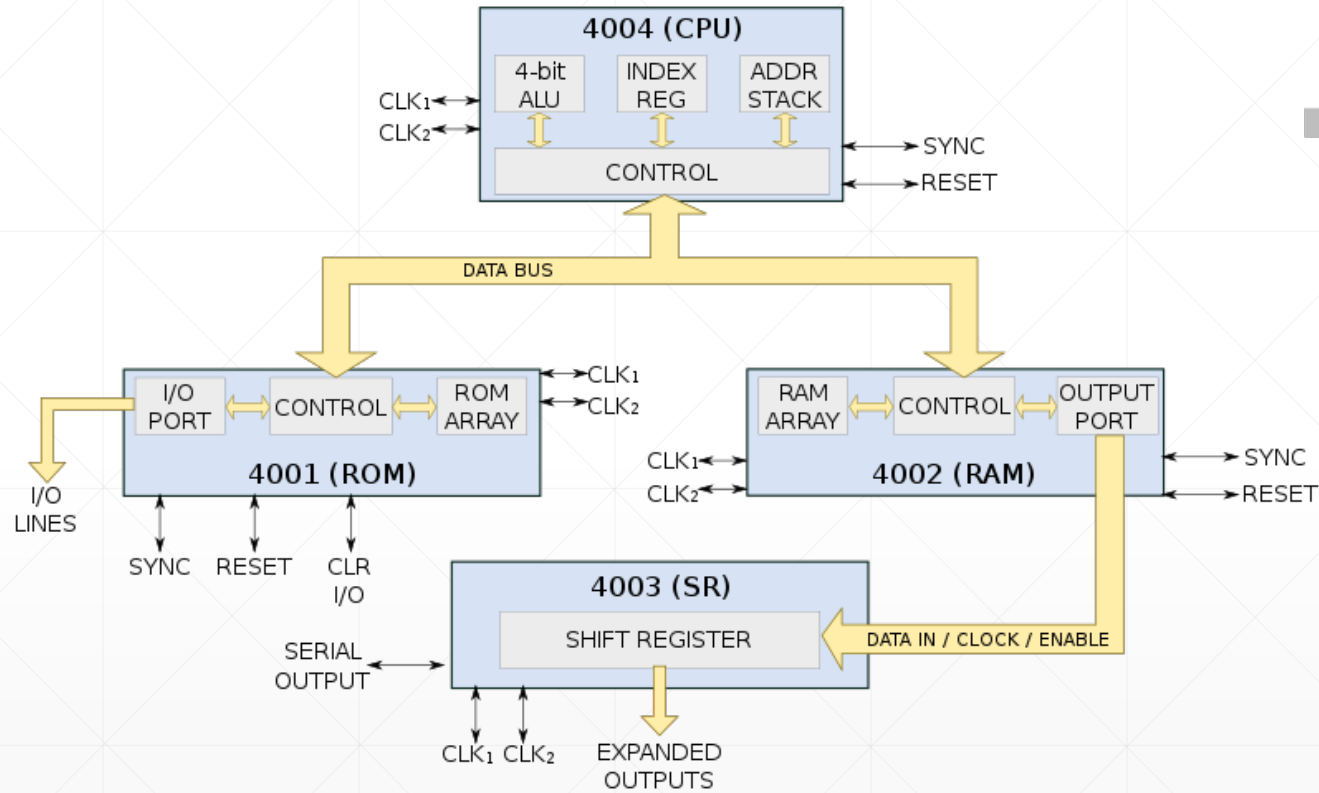 4004 (CPU)
4-bit
ALU
INDEX
REG
ADDR
STACK
CLK₁
CLK₂
CONTROL
SYNC
RESET
DATA BUS
I/O
PORT
CONTROL
ROM
ARRAY
4001 (ROM)
CLK₁
CLK₂
I/O
LINES
SYNC
RESET
CLR
I/O
RAM
ARRAY
CONTROL
OUTPUT
PORT
4002 (RAM)
CLK₁
CLK₂
SYNC
RESET
4003 (SR)
SHIFT REGISTER
DATA IN / CLOCK / ENABLE
SERIAL
OUTPUT
CLK₁
CLK₂
EXPANDED
OUTPUTS